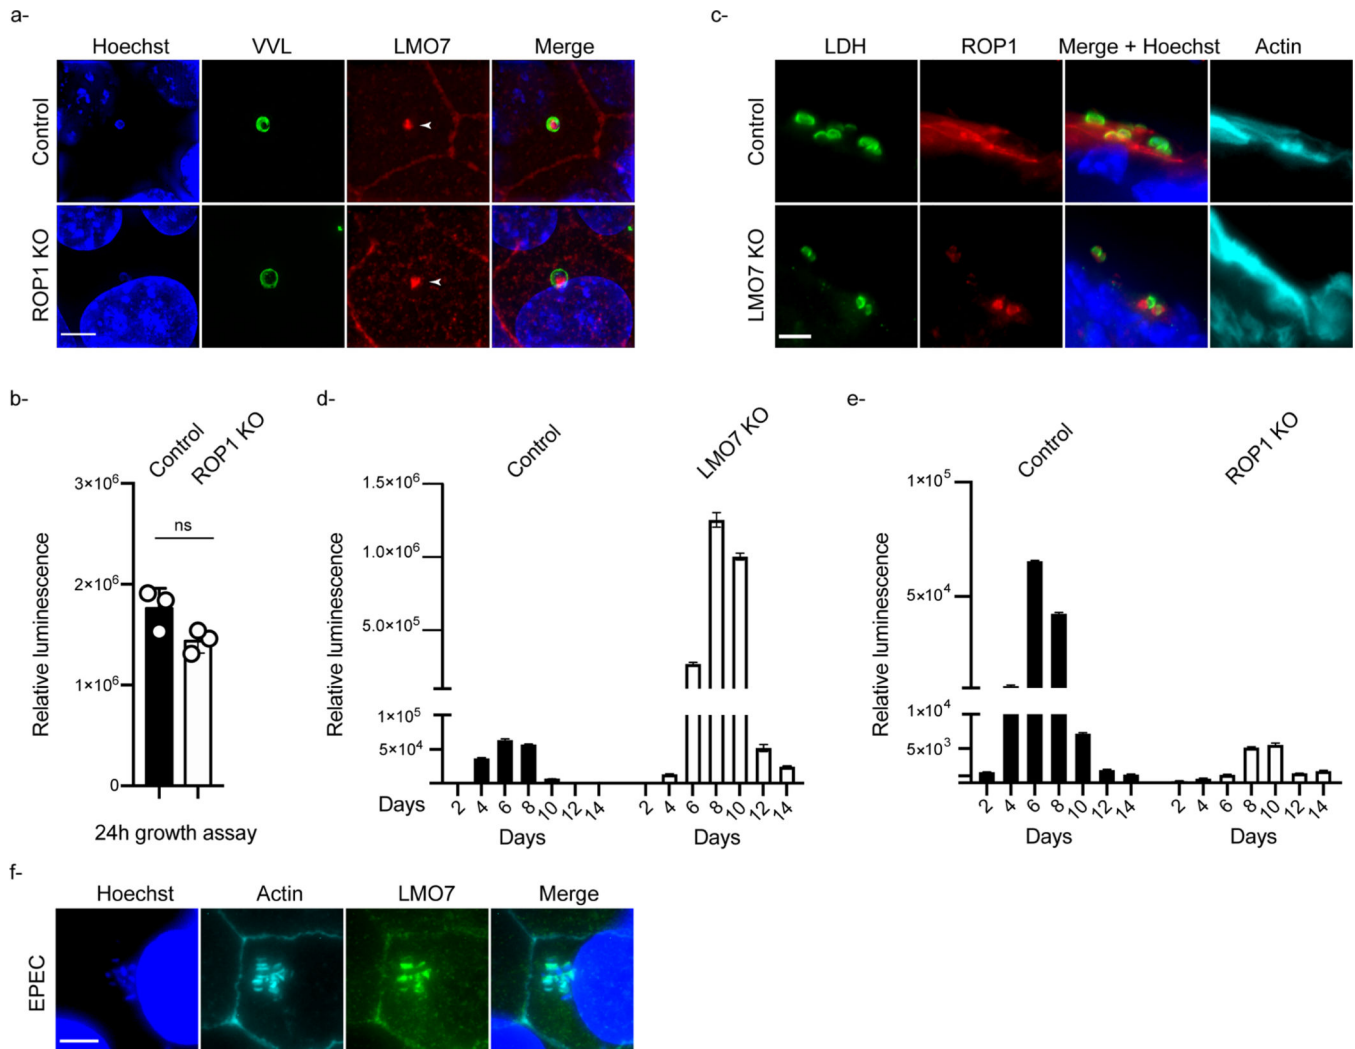 a-
Hoechst VVL LMO7 Merge
Control
ROP1 KO
c-
LDH ROP1 Merge + Hoechst Actin
Control
LMO7 KO
b-
Control
ROP1 KO
Relative luminescence
3×10⁶
ns
2×10⁶
1×10⁶
0
24h growth assay
d-
Control
LMO7 KO
Relative luminescence
1.5×10⁶
1.0×10⁶
5.0×10⁵
1×10⁵
5×10⁴
Days 2 4 6 8 10 12 14 2 4 6 8 10 12 14
Days Days
e-
Control
ROP1 KO
Relative luminescence
1×10⁵
5×10⁴
1×10⁴
5×10³
2 4 6 8 10 12 14 2 4 6 8 10 12 14
Days Days
f-
Hoechst Actin LMO7 Merge
EPEC